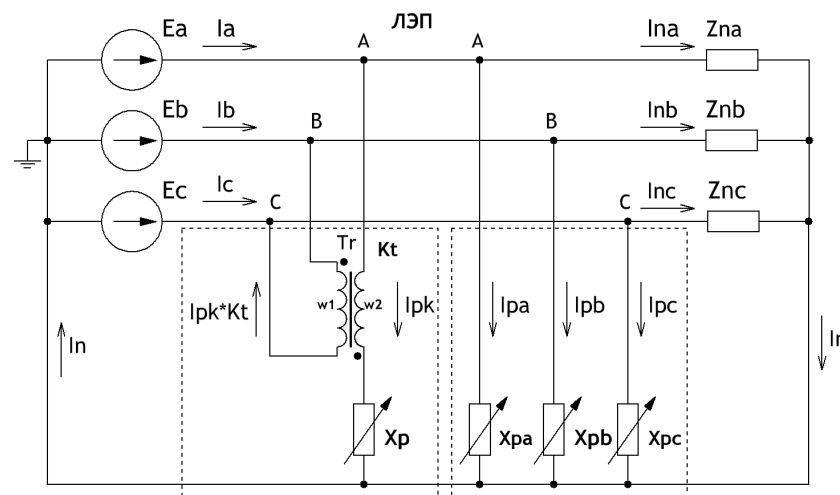 ЛЭП
Ea Ia A A Ina Zna
Eb Ib B B Inb Znb
Ec Ic C C Inc Znc
Tr Kt
w1 w2
Ipk*Kt Ipk Ipa Ipb Ipc
In
Xp Xpa Xpb Xpc